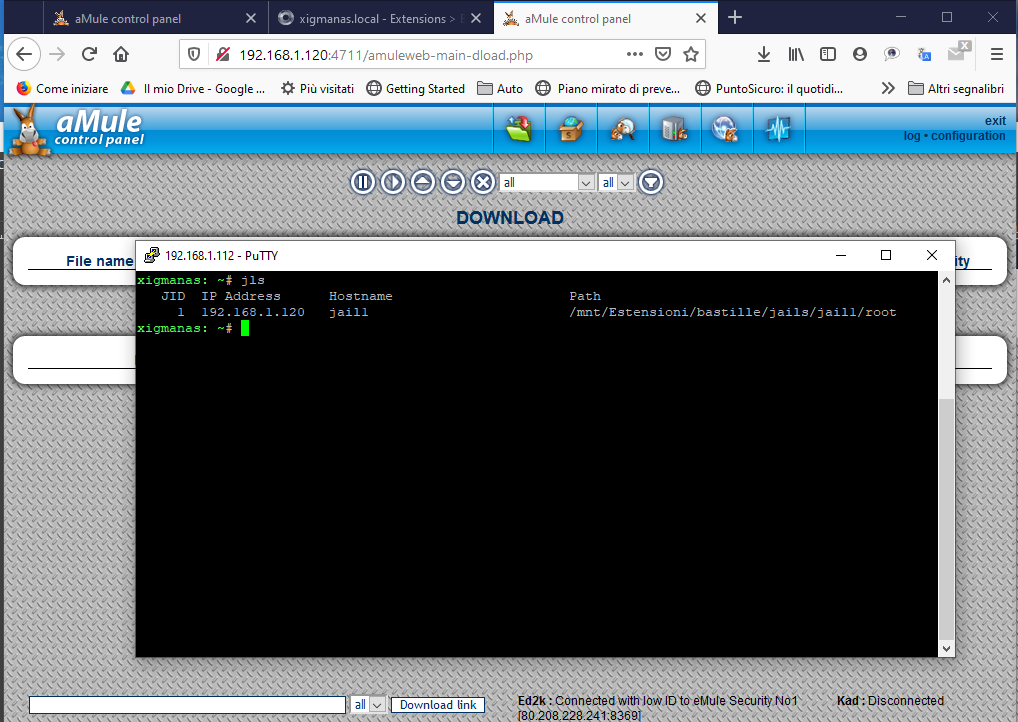 aMule control panel
xigmanas.local - Extensions >
aMule control panel
192.168.1.120:4711/amuleweb-main-dload.php
Come iniziare
Il mio Drive - Google ...
Più visitati
Getting Started
Auto
Piano mirato di preve...
PuntoSicuro: il quotidi...
Altri segnalibri
aMule
control panel
exit
log • configuration
all
all
DOWNLOAD
File name
ity
192.168.1.112 - PuTTY
xigmanas: ~# jls
JID IP Address Hostname Path
1 192.168.1.120 jail1 /mnt/Estensioni/bastille/jails/jail1/root
xigmanas: ~#
all
Download link
Ed2k : Connected with low ID to eMule Security No1
[80.208.228.241:8369]
Kad : Disconnected